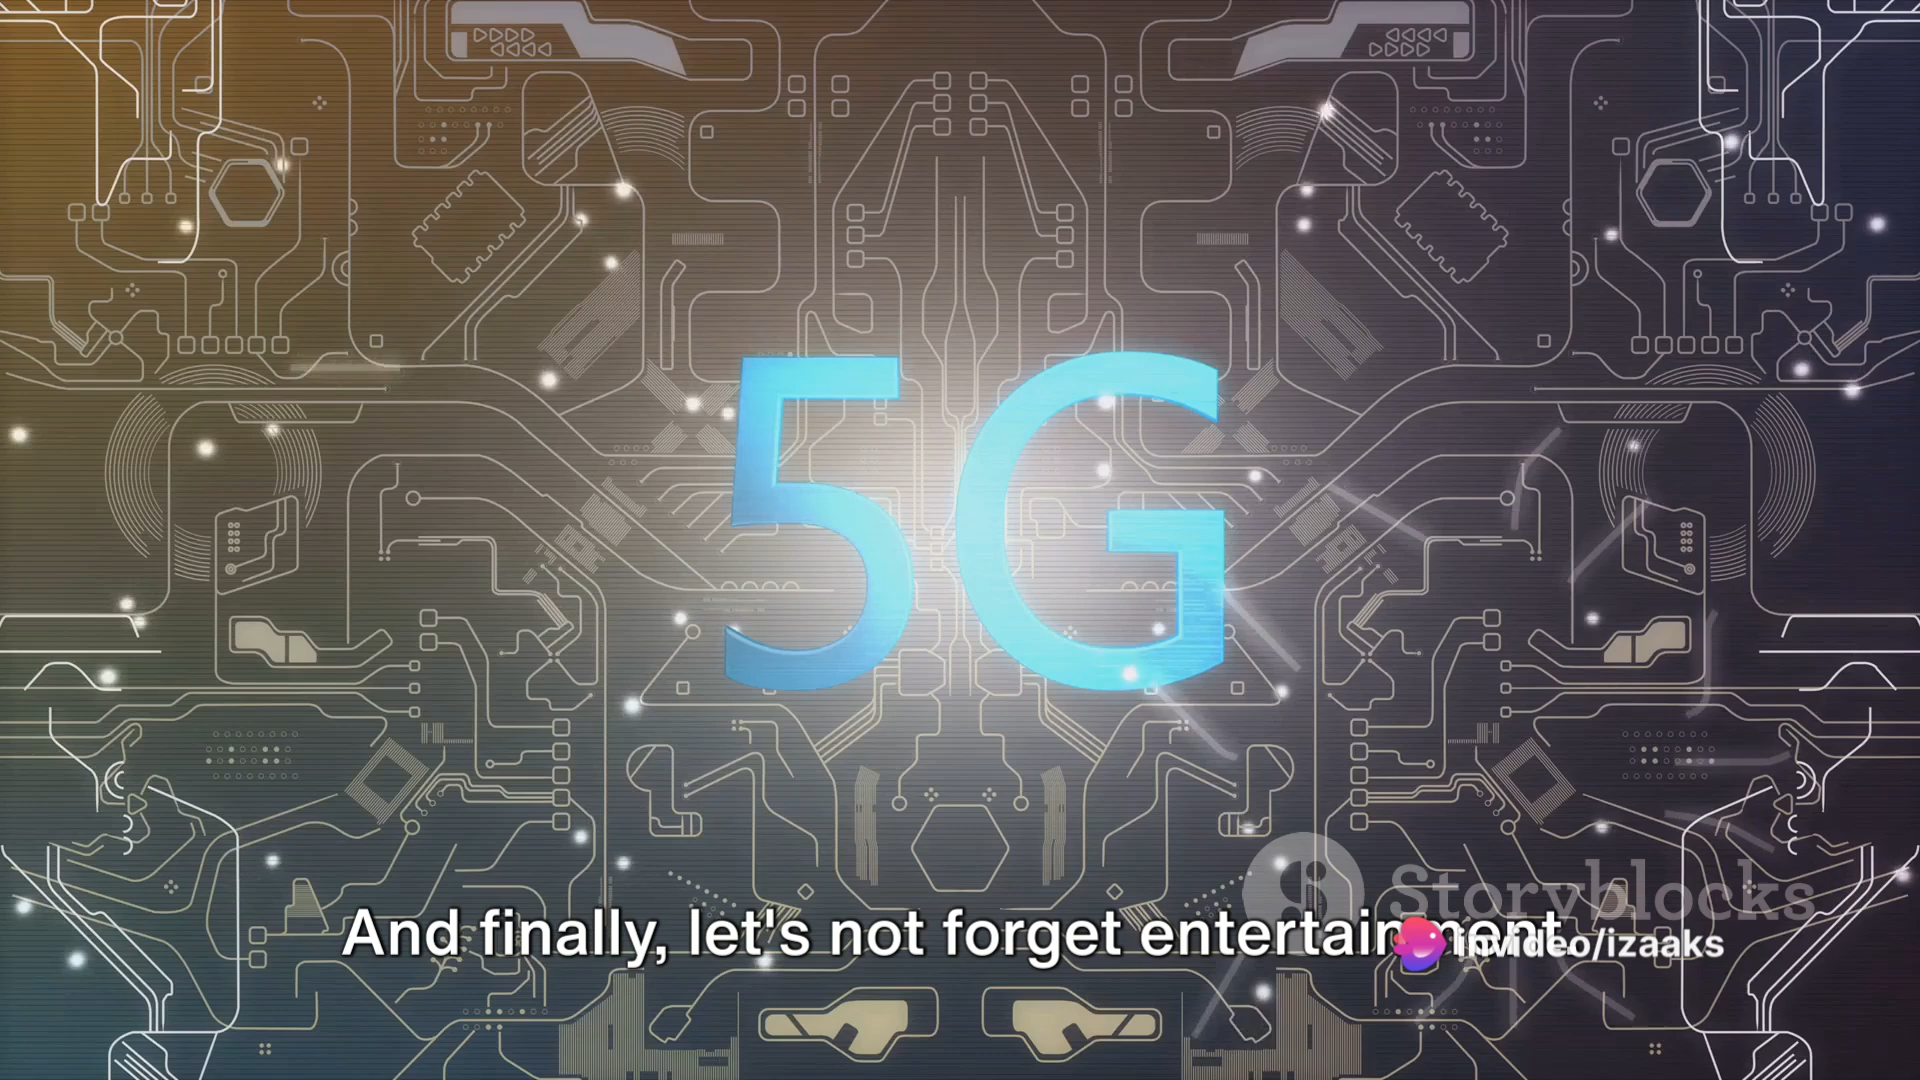 5G
Storyblocks
And finally, let's not forget entertainment.
invideo/izaaks